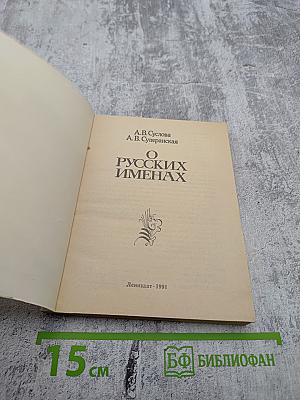 А. В. Суслова
А. В. Суперанская
О
РУССКИХ
ИМЕНАХ
Лениздат · 1991
15 см
БФ БИБЛИОФАН